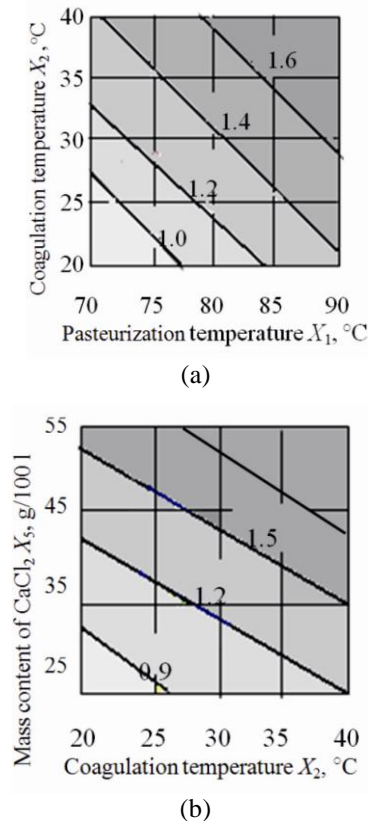 40
35
30
25
20
Coagulation temperature X₂, °C
1.6
1.4
1.2
1.0
70 75 80 85 90
Pasteurization temperature X₁, °C
(a)
55
45
35
25
Mass content of CaCl₂ X₅, g/100 l
1.5
1.2
0.9
20 25 30 35 40
Coagulation temperature X₂, °C
(b)